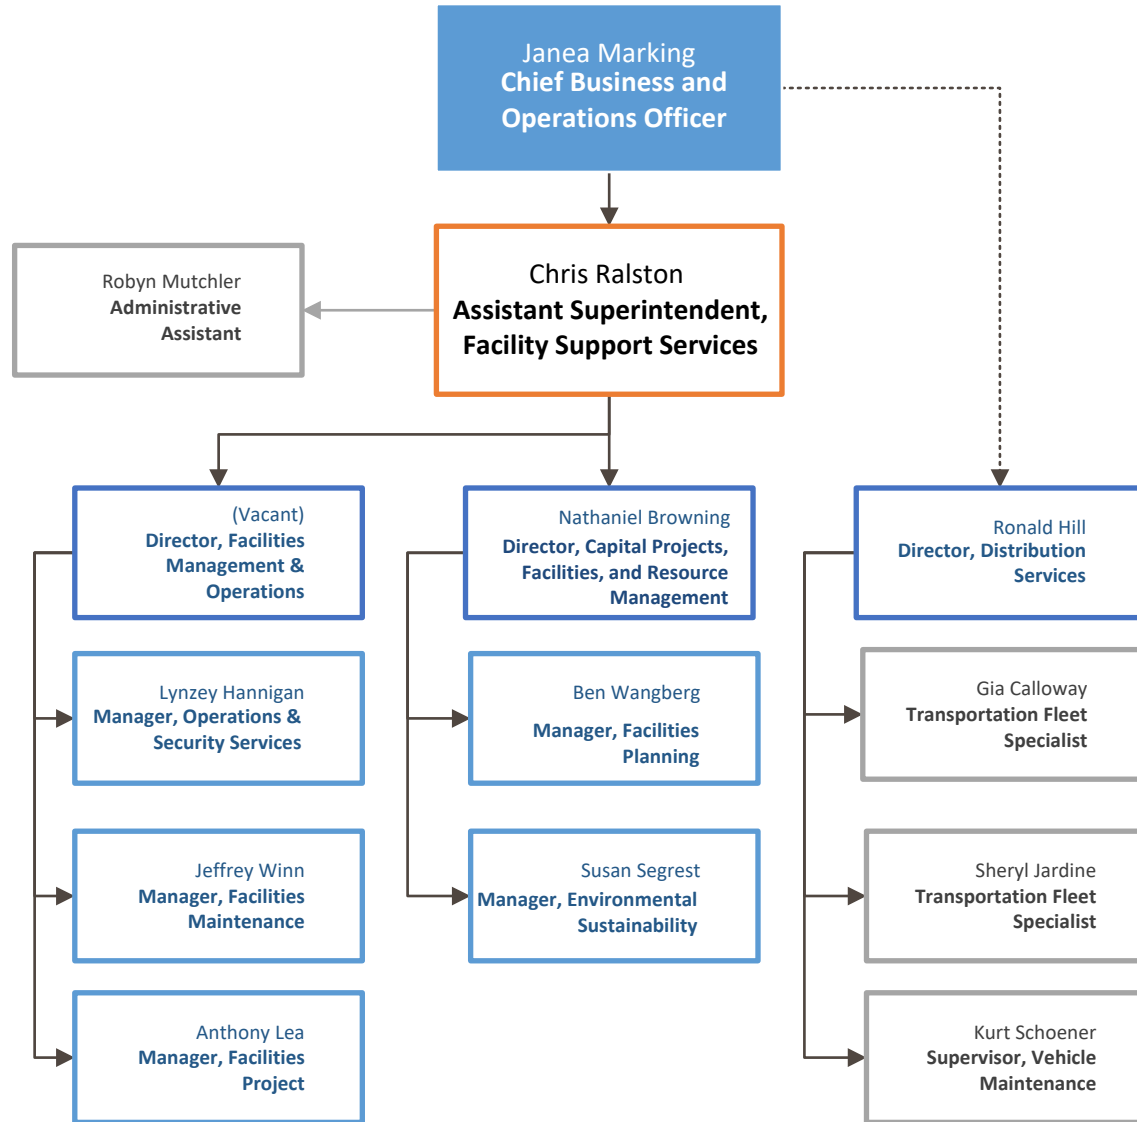 Janea Marking
Chief Business and
Operations Officer
Robyn Mutchler
Administrative
Assistant
Chris Ralston
Assistant Superintendent,
Facility Support Services
(Vacant)
Director, Facilities
Management &
Operations
Nathaniel Browning
Director, Capital Projects,
Facilities, and Resource
Management
Ronald Hill
Director, Distribution
Services
Lynzey Hannigan
Manager, Operations &
Security Services
Ben Wangberg
Manager, Facilities
Planning
Gia Calloway
Transportation Fleet
Specialist
Jeffrey Winn
Manager, Facilities
Maintenance
Susan Segrest
Manager, Environmental
Sustainability
Sheryl Jardine
Transportation Fleet
Specialist
Anthony Lea
Manager, Facilities
Project
Kurt Schoener
Supervisor, Vehicle
Maintenance